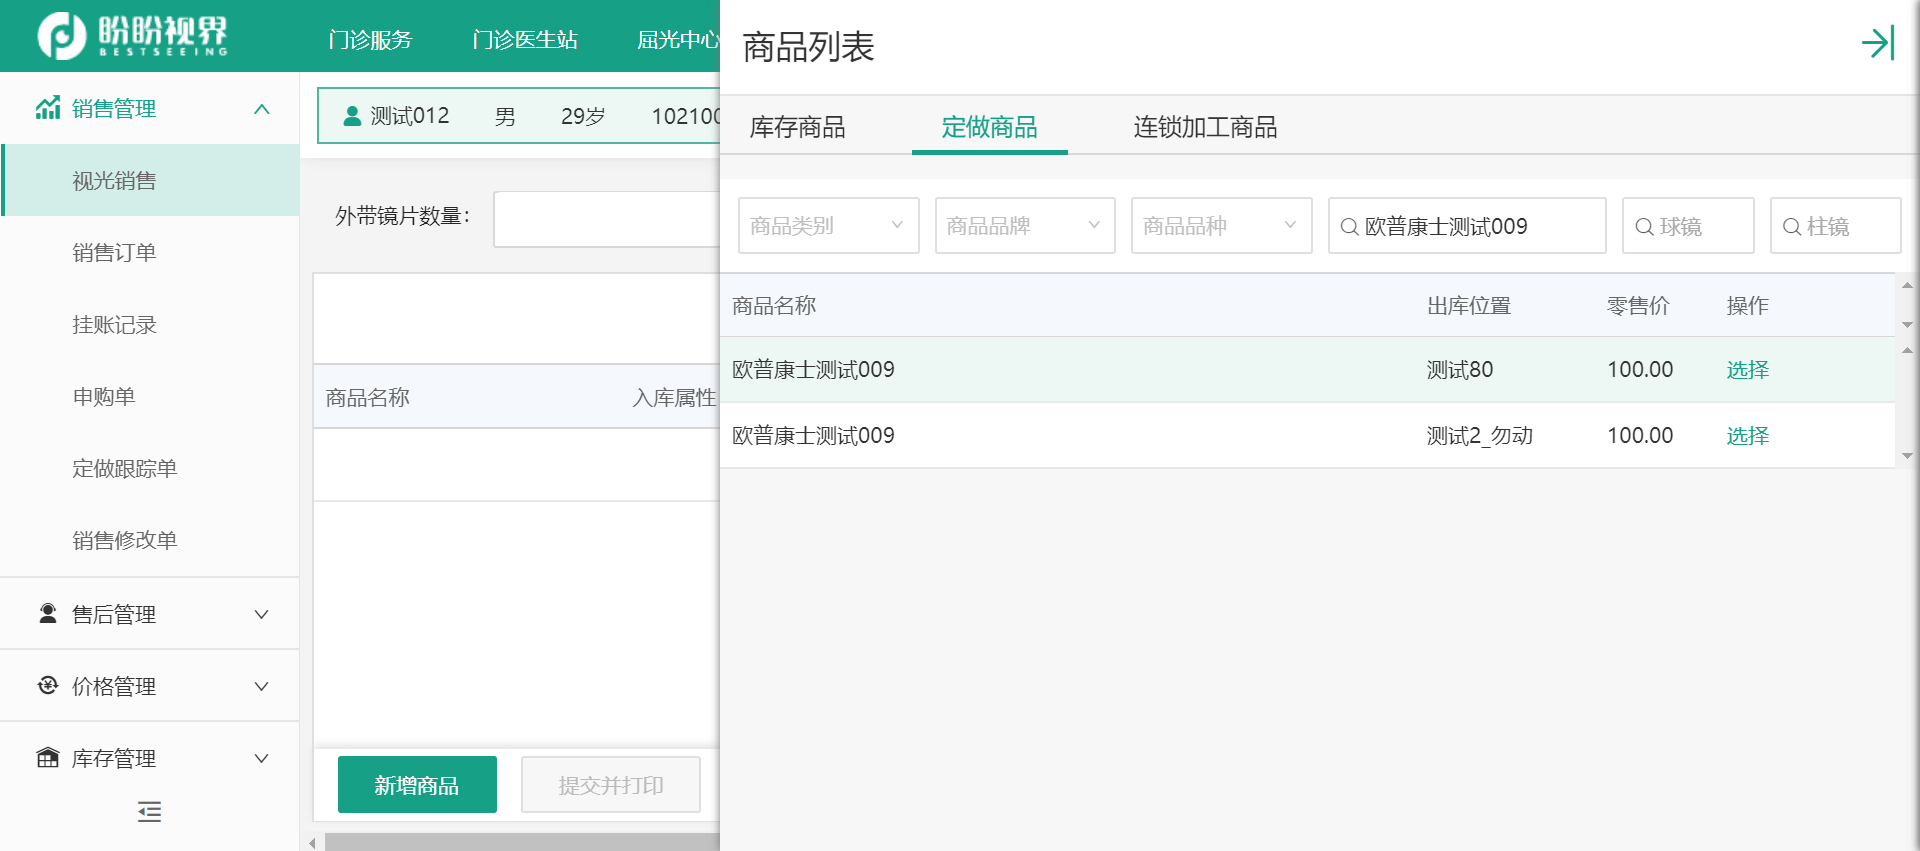 盼盼视界
BESTSEEING
门诊服务
门诊医生站
屈光中心
销售管理
视光销售
销售订单
挂账记录
申购单
定做跟踪单
销售修改单
售后管理
价格管理
库存管理
测试012 男 29岁 102100
外带镜片数量：
商品名称 入库属性
新增商品
提交并打印
商品列表
库存商品 定做商品 连锁加工商品
商品类别 商品品牌 商品品种 欧普康士测试009 球镜 柱镜
商品名称 出库位置 零售价 操作
欧普康士测试009 测试80 100.00 选择
欧普康士测试009 测试2_勿动 100.00 选择